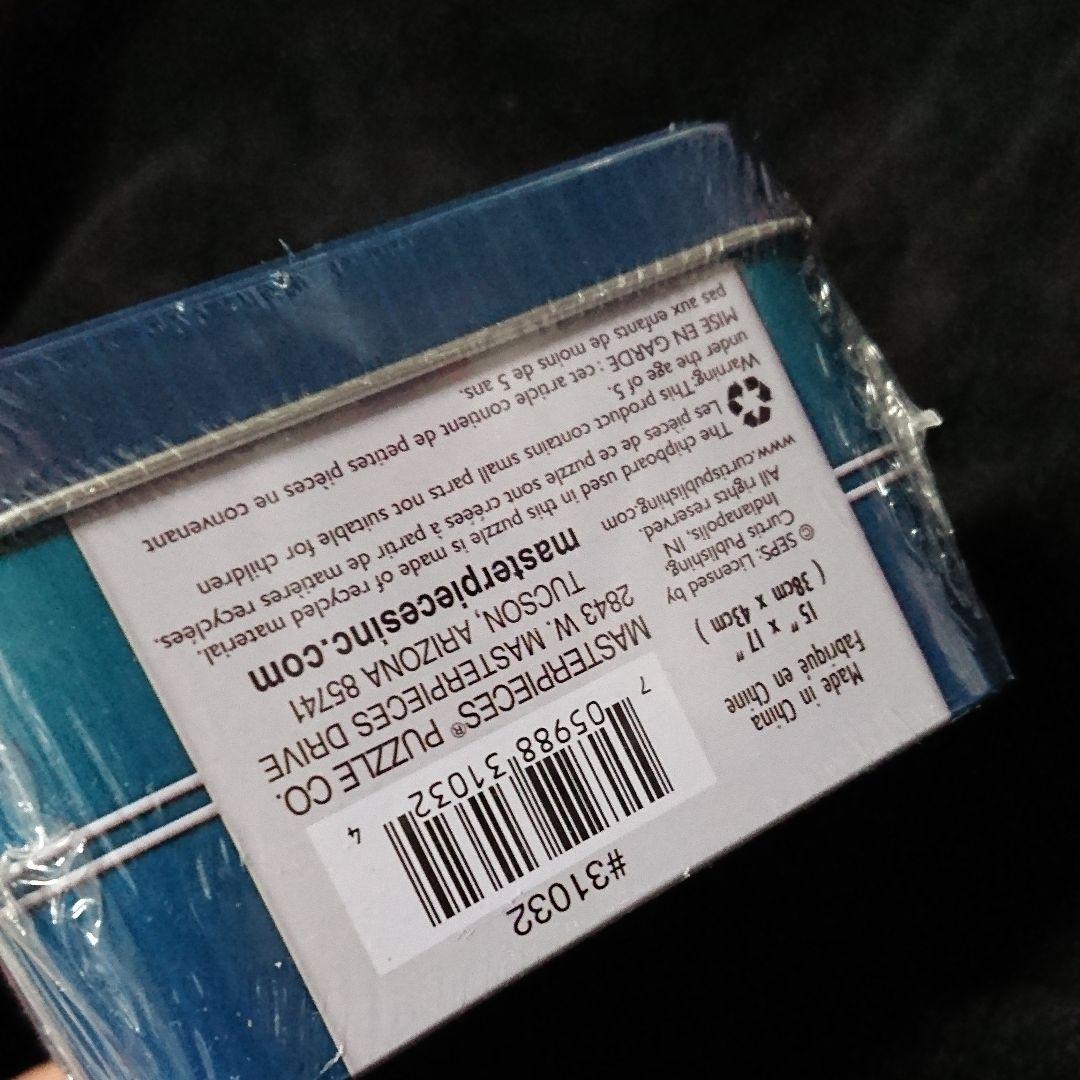 #31032
7 05988 31032 4
MASTERPIECES® PUZZLE CO.
2843 W. MASTERPIECES DRIVE
TUCSON, ARIZONA 85741
masterpiecesinc.com
Made in China
Fabriqué en Chine
15" x 17"
( 38cm x 43cm )
© SEPS: Licensed by
Curtis Publishing
Indianapolis, IN
All rights reserved.
www.curtispublishing.com
The chipboard used in this puzzle is made of recycled material.
Les pièces de ce puzzle sont créées à partir de matières recyclées.
Warning:This product contains small parts not suitable for children
under the age of 5.
MISE EN GARDE : cet article contient de petites pièces ne convenant
pas aux enfants de moins de 5 ans.